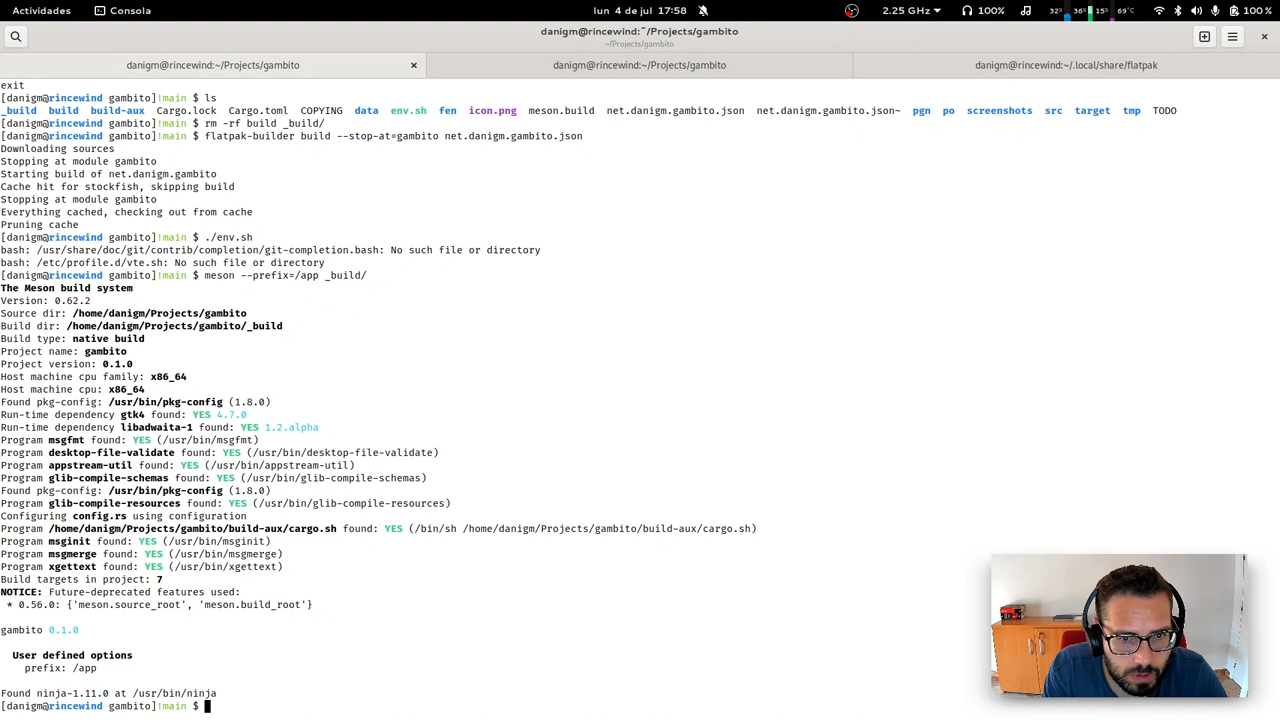 Actividades Consola lun 4 de jul 17:58 2.25 GHz 100% 32% 36% 15% 69°C 100 %
danigm@rincewind:~/Projects/gambito
~/Projects/gambito
danigm@rincewind:~/Projects/gambito danigm@rincewind:~/Projects/gambito danigm@rincewind:~/.local/share/flatpak
exit
[danigm@rincewind gambito]!main $ ls
_build build build-aux Cargo.lock Cargo.toml COPYING data env.sh fen icon.png meson.build net.danigm.gambito.json net.danigm.gambito.json~ pgn po screenshots src target tmp TODO
[danigm@rincewind gambito]!main $ rm -rf build _build/
[danigm@rincewind gambito]!main $ flatpak-builder build --stop-at=gambito net.danigm.gambito.json
Downloading sources
Stopping at module gambito
Starting build of net.danigm.gambito
Cache hit for stockfish, skipping build
Stopping at module gambito
Everything cached, checking out from cache
Pruning cache
[danigm@rincewind gambito]!main $ ./env.sh
bash: /usr/share/doc/git/contrib/completion/git-completion.bash: No such file or directory
bash: /etc/profile.d/vte.sh: No such file or directory
[danigm@rincewind gambito]!main $ meson --prefix=/app _build/
The Meson build system
Version: 0.62.2
Source dir: /home/danigm/Projects/gambito
Build dir: /home/danigm/Projects/gambito/_build
Build type: native build
Project name: gambito
Project version: 0.1.0
Host machine cpu family: x86_64
Host machine cpu: x86_64
Found pkg-config: /usr/bin/pkg-config (1.8.0)
Run-time dependency gtk4 found: YES 4.7.0
Run-time dependency libadwaita-1 found: YES 1.2.alpha
Program msgfmt found: YES (/usr/bin/msgfmt)
Program desktop-file-validate found: YES (/usr/bin/desktop-file-validate)
Program appstream-util found: YES (/usr/bin/appstream-util)
Program glib-compile-schemas found: YES (/usr/bin/glib-compile-schemas)
Found pkg-config: /usr/bin/pkg-config (1.8.0)
Program glib-compile-resources found: YES (/usr/bin/glib-compile-resources)
Configuring config.rs using configuration
Program /home/danigm/Projects/gambito/build-aux/cargo.sh found: YES (/bin/sh /home/danigm/Projects/gambito/build-aux/cargo.sh)
Program msginit found: YES (/usr/bin/msginit)
Program msgmerge found: YES (/usr/bin/msgmerge)
Program xgettext found: YES (/usr/bin/xgettext)
Build targets in project: 7
NOTICE: Future-deprecated features used:
* 0.56.0: {'meson.source_root', 'meson.build_root'}
gambito 0.1.0
User defined options
prefix: /app
Found ninja-1.11.0 at /usr/bin/ninja
[danigm@rincewind gambito]!main $